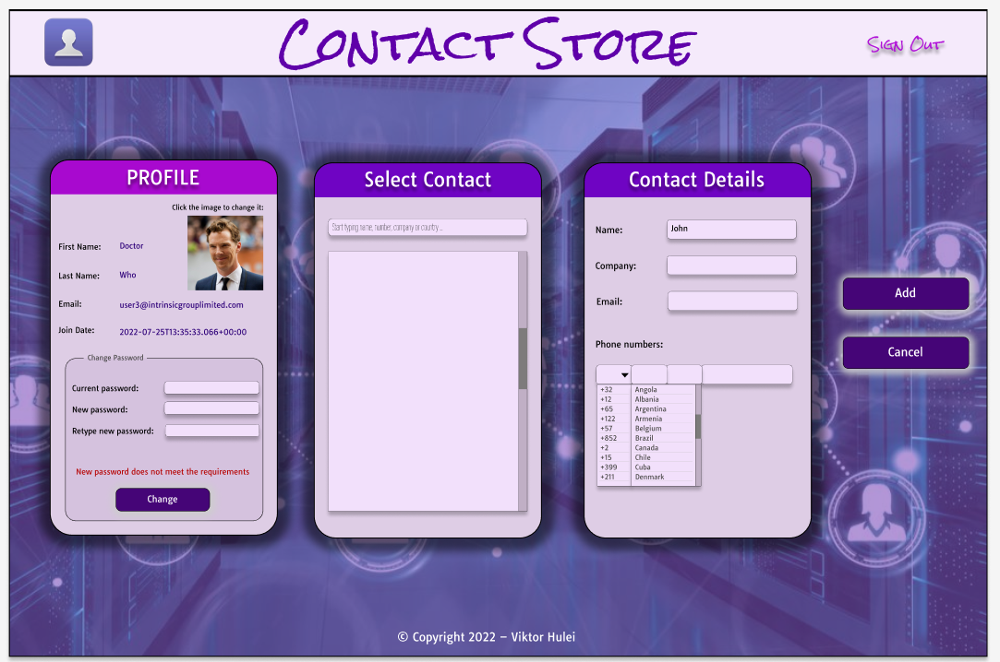 Contact Store
Sign Out
PROFILE
Click the image to change it:
First Name: Doctor
Last Name: Who
Email: user3@intrinsicgrouplimited.com
Join Date: 2022-07-25T13:35:33.066+00:00
Change Password
Current password:
New password:
Retype new password:
New password does not meet the requirements
Change
Select Contact
Start typing name, number, company or country...
Contact Details
Name: John
Company:
Email:
Phone numbers:
+32 Angola
+12 Albania
+65 Argentina
+122 Armenia
+57 Belgium
+852 Brazil
+2 Canada
+15 Chile
+399 Cuba
+211 Denmark
Add
Cancel
© Copyright 2022 – Viktor Hulei